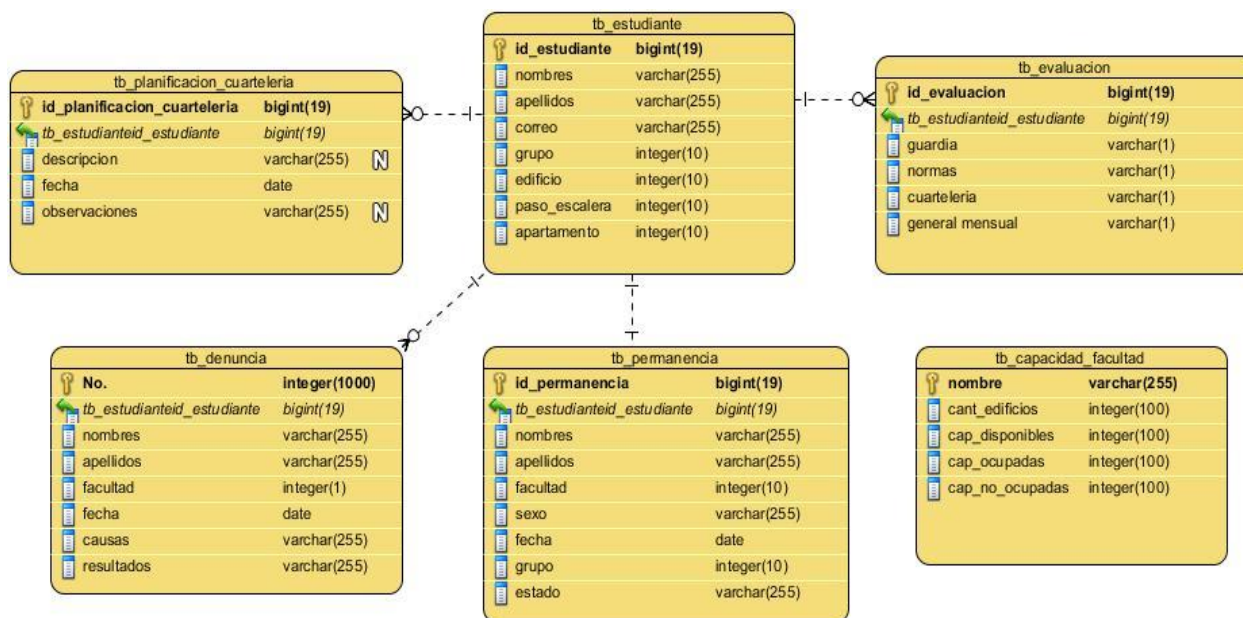 tb_estudiante
id_estudiante bigint(19)
nombres varchar(255)
apellidos varchar(255)
correo varchar(255)
grupo integer(10)
edificio integer(10)
paso_escalera integer(10)
apartamento integer(10)
tb_planificacion_cuarteleria
id_planificacion_cuarteleria bigint(19)
tb_estudianteid_estudiante bigint(19)
descripcion varchar(255) N
fecha date
observaciones varchar(255) N
tb_evaluacion
id_evaluacion bigint(19)
tb_estudianteid_estudiante bigint(19)
guardia varchar(1)
normas varchar(1)
cuarteleria varchar(1)
general mensual varchar(1)
tb_denuncia
No. integer(1000)
tb_estudianteid_estudiante bigint(19)
nombres varchar(255)
apellidos varchar(255)
facultad integer(1)
fecha date
causas varchar(255)
resultados varchar(255)
tb_permanencia
id_permanencia bigint(19)
tb_estudianteid_estudiante bigint(19)
nombres varchar(255)
apellidos varchar(255)
facultad integer(10)
sexo varchar(255)
fecha date
grupo integer(10)
estado varchar(255)
tb_capacidad_facultad
nombre varchar(255)
cant_edificios integer(100)
cap_disponibles integer(100)
cap_ocupadas integer(100)
cap_no_ocupadas integer(100)